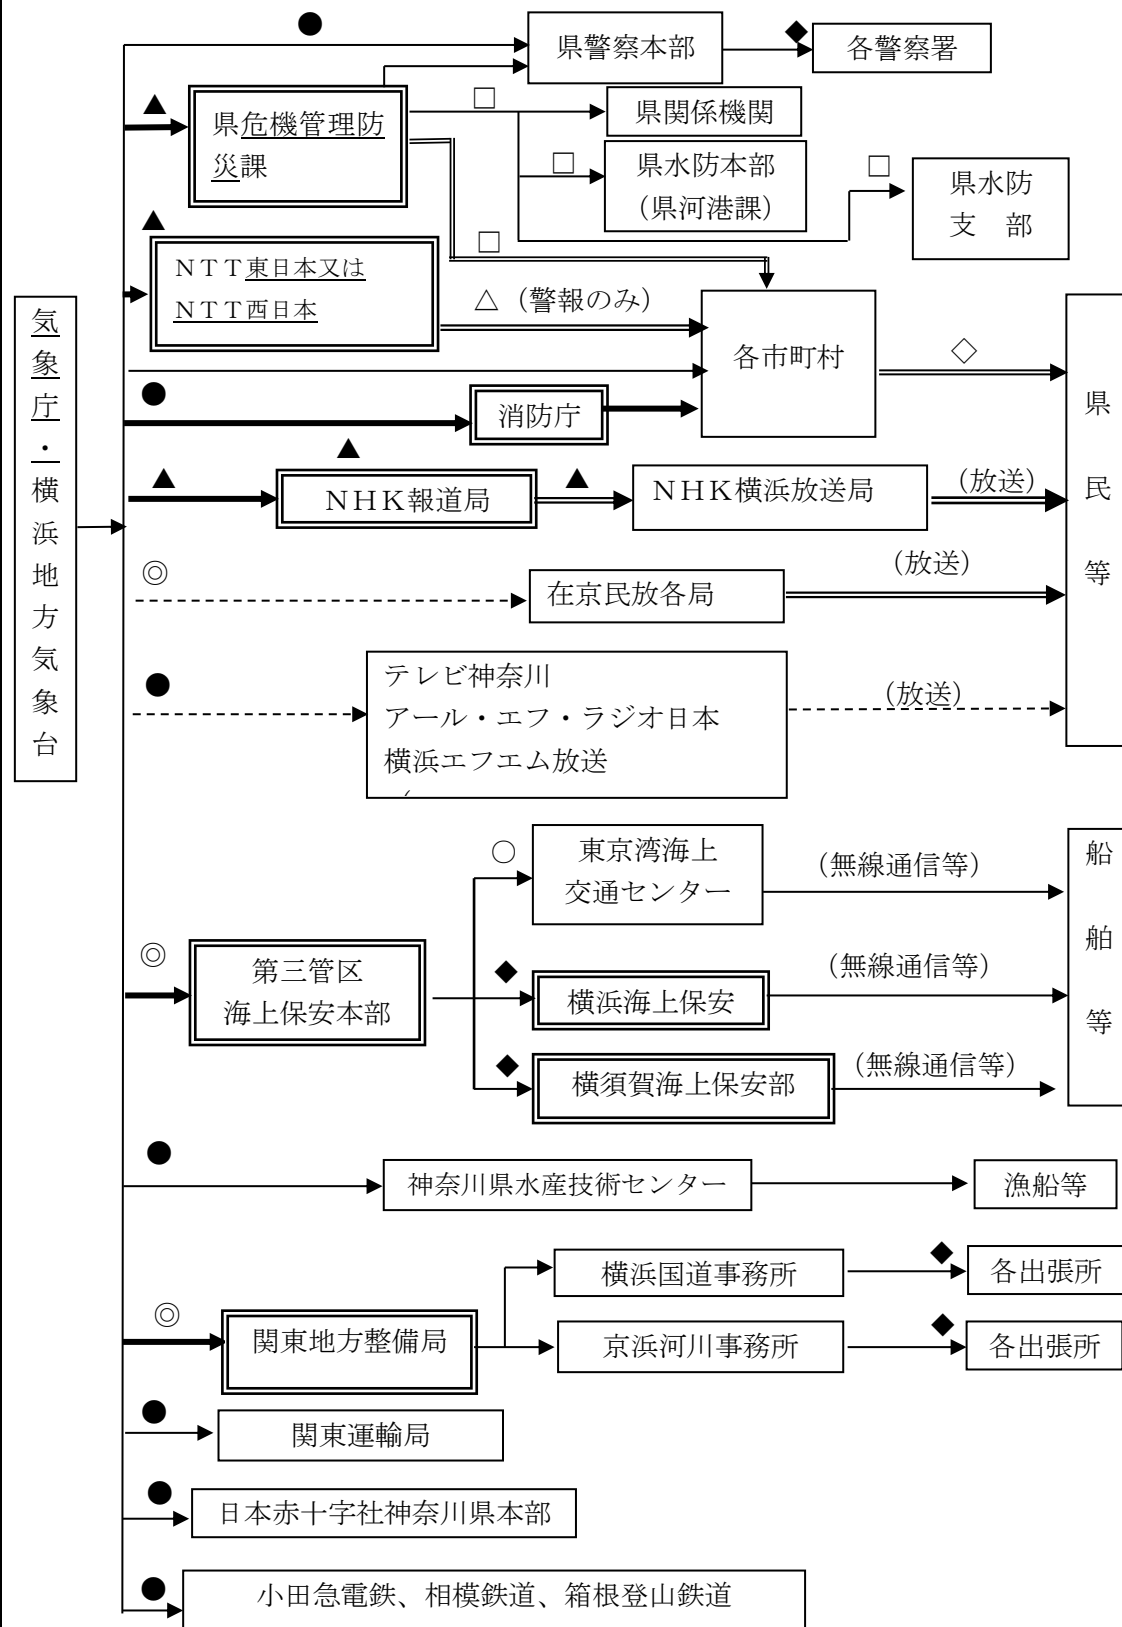 県警察本部
各警察署
県危機管理防
災課
県関係機関
県水防本部
（県河港課）
県水防
支　部
ＮＴＴ東日本又は
ＮＴＴ西日本
△（警報のみ）
各市町村
消防庁
ＮＨＫ報道局
ＮＨＫ横浜放送局
（放送）
在京民放各局
（放送）
気象庁・横浜地方気象台
県民等
テレビ神奈川
アール・エフ・ラジオ日本
横浜エフエム放送
（放送）
東京湾海上
交通センター
（無線通信等）
船舶等
第三管区
海上保安本部
横浜海上保安
（無線通信等）
横須賀海上保安部
（無線通信等）
神奈川県水産技術センター
漁船等
横浜国道事務所
各出張所
関東地方整備局
京浜河川事務所
各出張所
関東運輸局
日本赤十字社神奈川県本部
小田急電鉄、相模鉄道、箱根登山鉄道